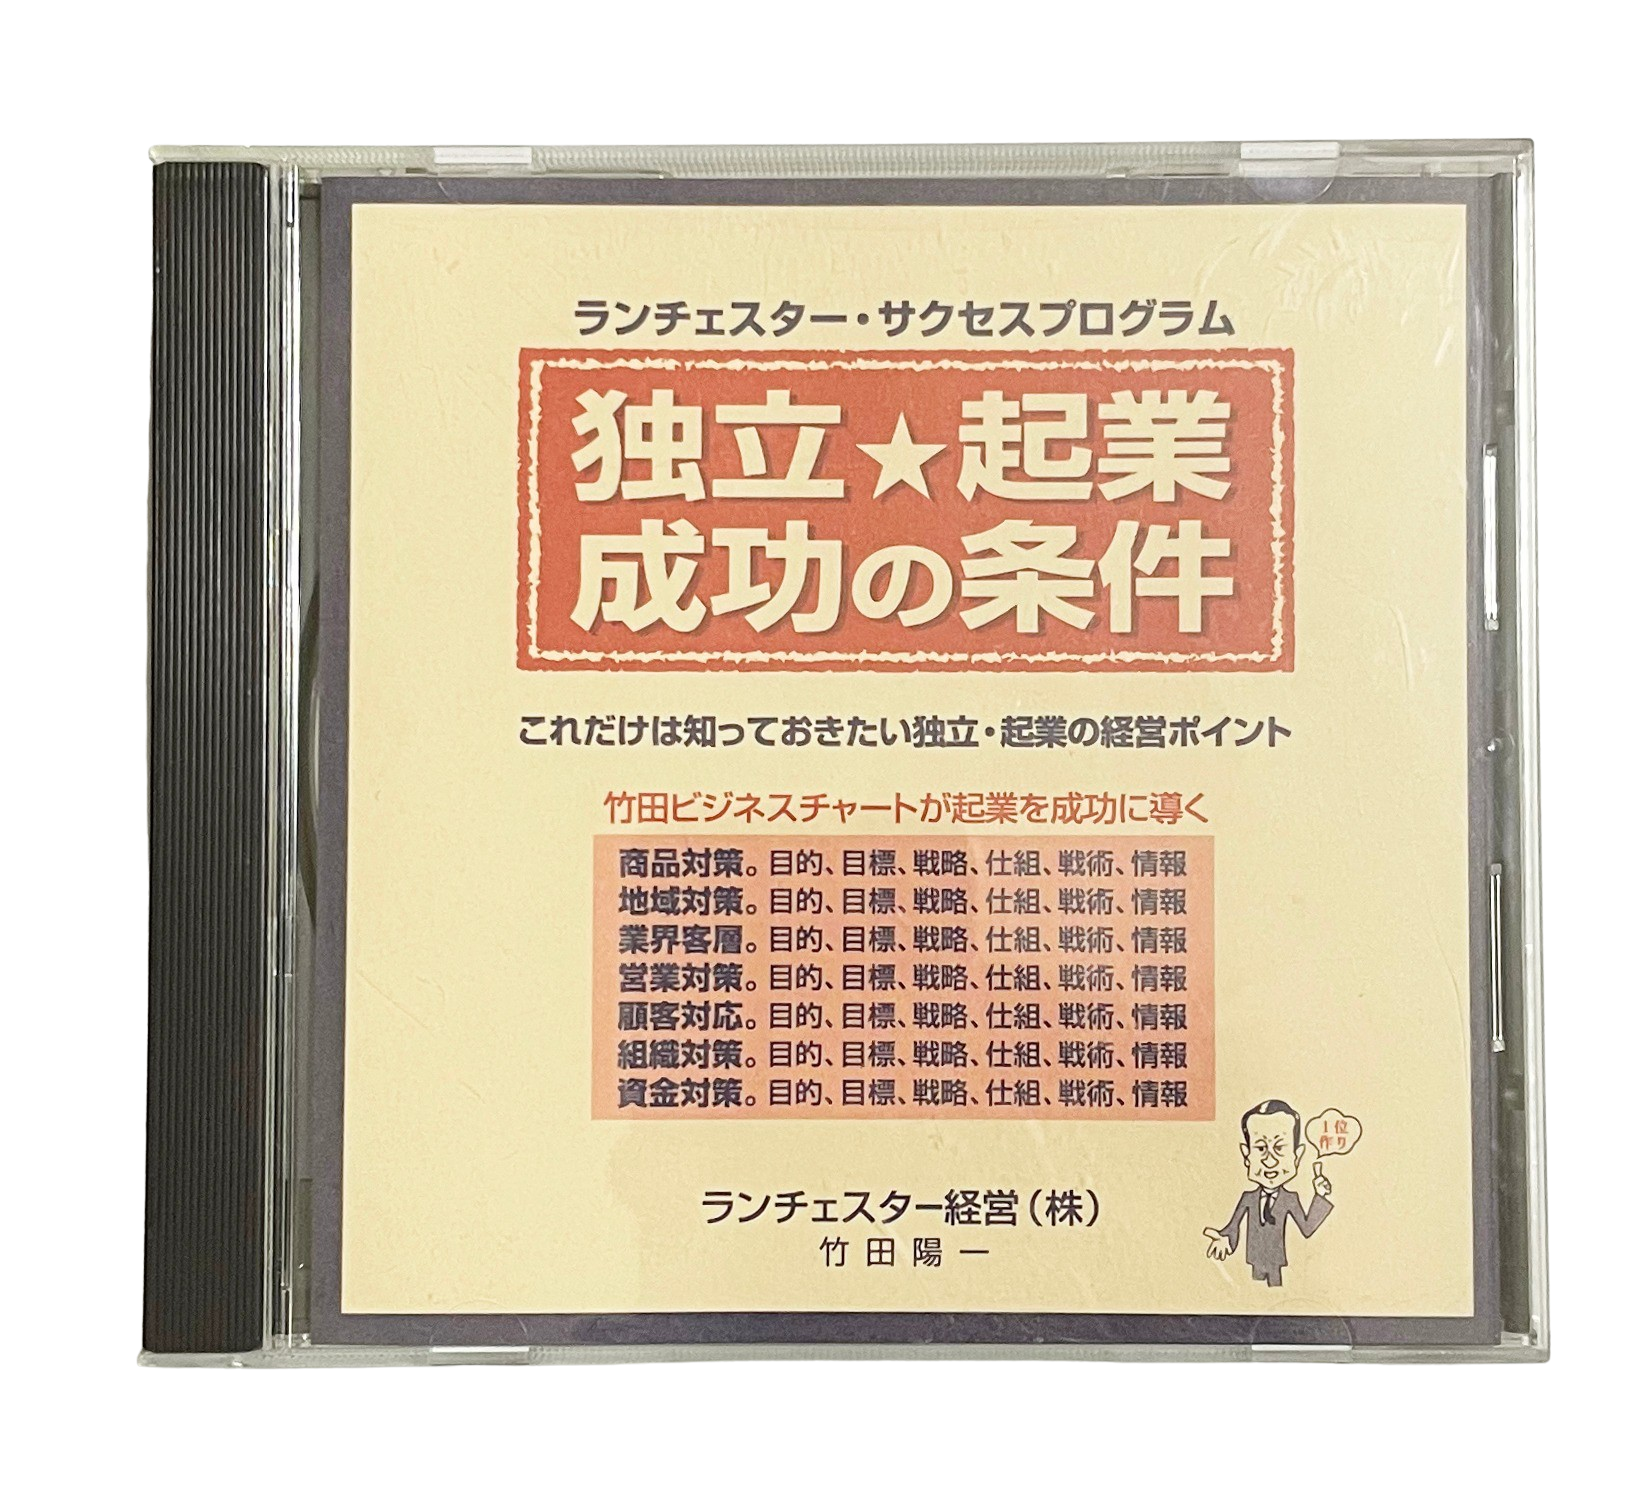 ランチェスター・サクセスプログラム
独立★起業
成功の条件
これだけは知っておきたい独立・起業の経営ポイント
竹田ビジネスチャートが起業を成功に導く
商品対策。目的、目標、戦略、仕組、戦術、情報
地域対策。目的、目標、戦略、仕組、戦術、情報
業界客層。目的、目標、戦略、仕組、戦術、情報
営業対策。目的、目標、戦略、仕組、戦術、情報
顧客対応。目的、目標、戦略、仕組、戦術、情報
組織対策。目的、目標、戦略、仕組、戦術、情報
資金対策。目的、目標、戦略、仕組、戦術、情報
1位
作り
ランチェスター経営(株)
竹田陽一